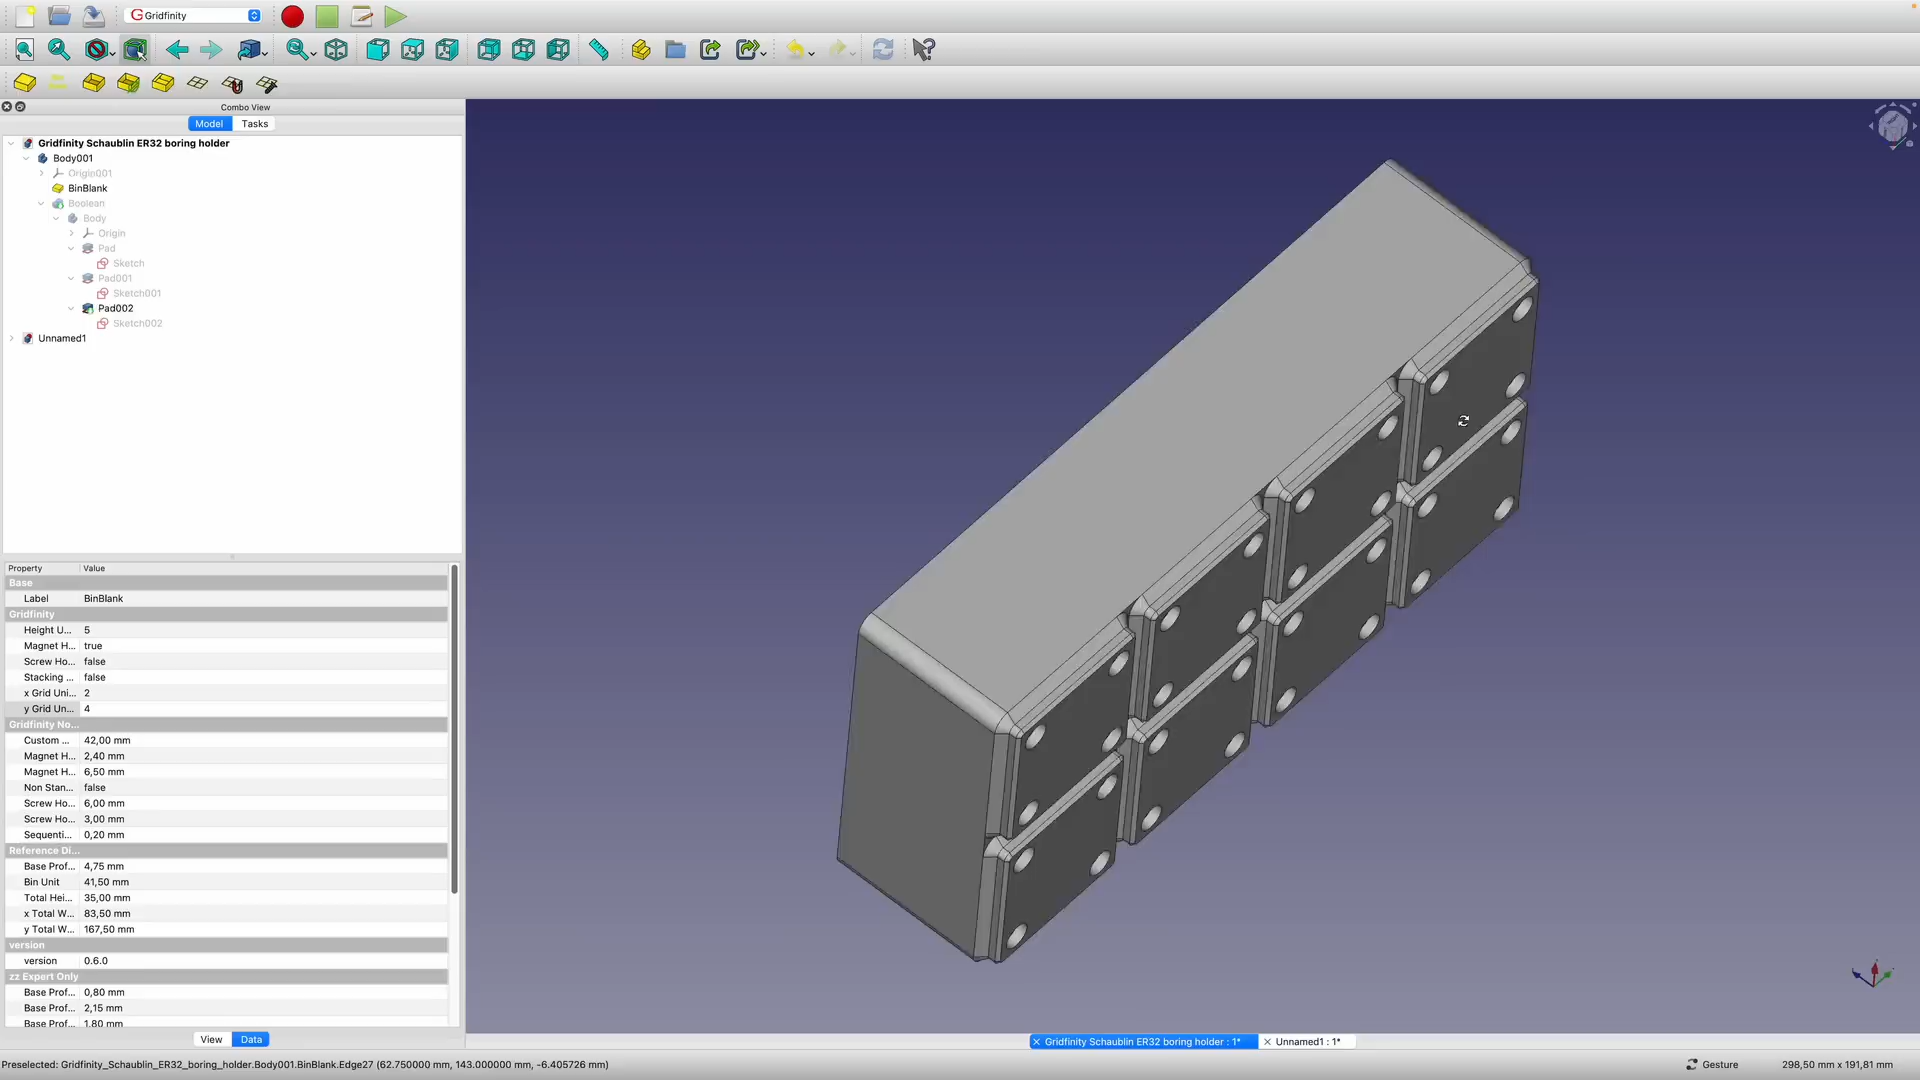 Gridfinity
Combo View
Model Tasks
Gridfinity Schaublin ER32 boring holder
Body001
Origin001
BinBlank
Boolean
Body
Origin
Pad
Sketch
Pad001
Sketch001
Pad002
Sketch002
Unnamed1
Property Value
Base
Label BinBlank
Gridfinity
Height U... 5
Magnet H... true
Screw Ho... false
Stacking ... false
x Grid Uni... 2
y Grid Un... 4
Gridfinity No...
Custom ... 42,00 mm
Magnet H... 2,40 mm
Magnet H... 6,50 mm
Non Stan... false
Screw Ho... 6,00 mm
Screw Ho... 3,00 mm
Sequenti... 0,20 mm
Reference Di...
Base Prof... 4,75 mm
Bin Unit 41,50 mm
Total Hei... 35,00 mm
x Total W... 83,50 mm
y Total W... 167,50 mm
version
version 0.6.0
zz Expert Only
Base Prof... 0,80 mm
Base Prof... 2,15 mm
Base Prof... 1,80 mm
View Data
Gridfinity Schaublin ER32 boring holder : 1* Unnamed1 : 1*
Preselected: Gridfinity_Schaublin_ER32_boring_holder.Body001.BinBlank.Edge27 (62.750000 mm, 143.000000 mm, -6.405726 mm) Gesture 298,50 mm x 191,81 mm